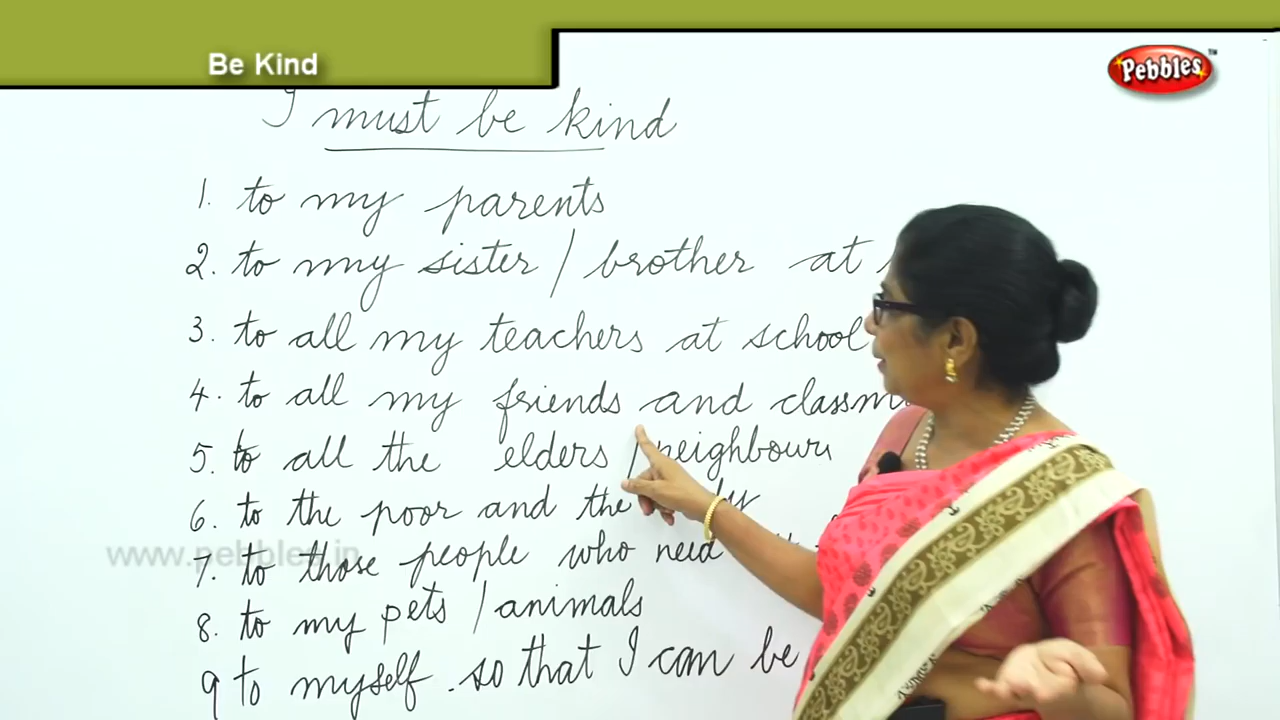 Be Kind
Pebbles™
I must be kind
1. to my parents
2. to my sister / brother at
3. to all my teachers at school
4. to all my friends and
5. to all the elders / neighbours
6. to the poor and the
www.pebbles.in
7. to those people who need
8. to my pets / animals
9 to myself . so that I can be